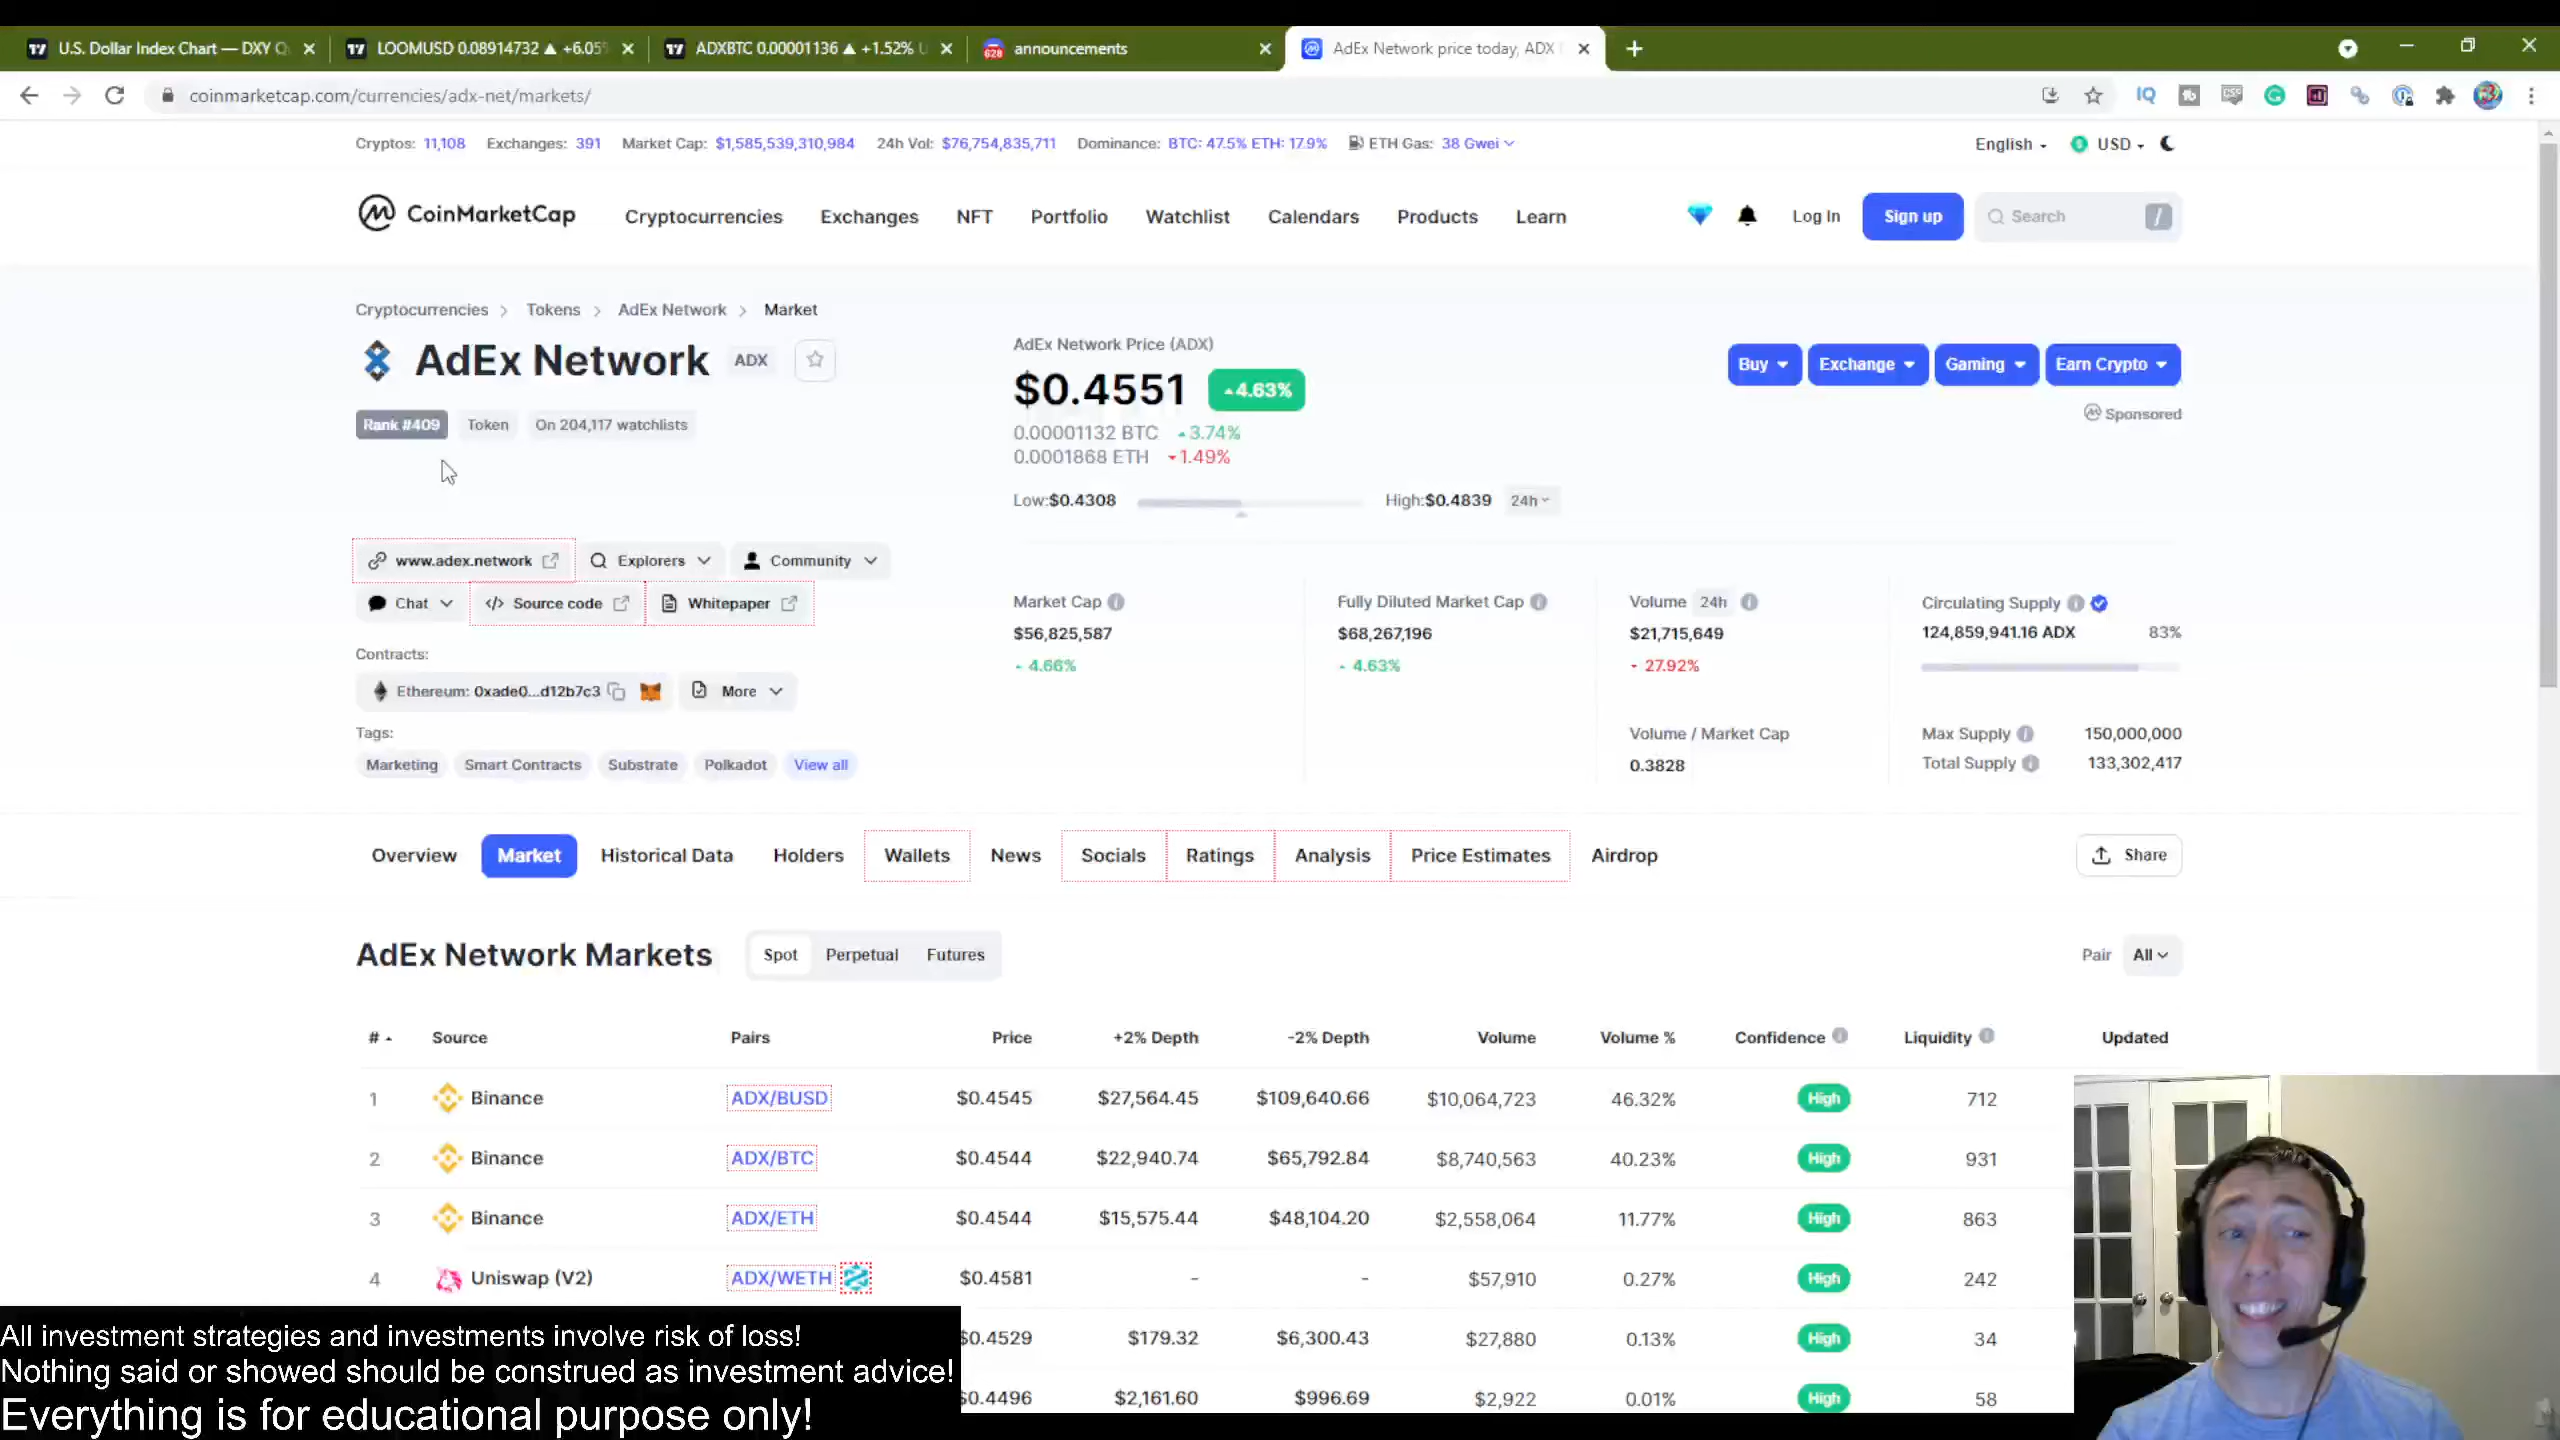 U.S. Dollar Index Chart — DXY Q
LOOMUSD 0.08914732 ▲ +6.05%
ADXBTC 0.00001136 ▲ +1.52% U
announcements
AdEx Network price today, ADX
coinmarketcap.com/currencies/adx-net/markets/
Cryptos: 11,108 Exchanges: 391 Market Cap: $1,585,539,310,984 24h Vol: $76,754,835,711 Dominance: BTC: 47.5% ETH: 17.9% ETH Gas: 38 Gwei English USD
CoinMarketCap Cryptocurrencies Exchanges NFT Portfolio Watchlist Calendars Products Learn Log In Sign up Search /
Cryptocurrencies > Tokens > AdEx Network > Market
AdEx Network ADX
Rank #409 Token On 204,117 watchlists
AdEx Network Price (ADX)
$0.4551 4.63%
0.00001132 BTC 3.74%
0.0001868 ETH 1.49%
Low:$0.4308 High:$0.4839 24h
Buy Exchange Gaming Earn Crypto
Sponsored
www.adex.network Explorers Community
Chat Source code Whitepaper
Contracts:
Ethereum: 0xade0...d12b7c3 More
Tags:
Marketing Smart Contracts Substrate Polkadot View all
Market Cap
$56,825,587
4.66%
Fully Diluted Market Cap
$68,267,196
4.63%
Volume 24h
$21,715,649
27.92%
Volume / Market Cap
0.3828
Circulating Supply
124,859,941.16 ADX 83%
Max Supply 150,000,000
Total Supply 133,302,417
Overview Market Historical Data Holders Wallets News Socials Ratings Analysis Price Estimates Airdrop Share
AdEx Network Markets Spot Perpetual Futures Pair All
# Source Pairs Price +2% Depth -2% Depth Volume Volume % Confidence Liquidity Updated
1 Binance ADX/BUSD $0.4545 $27,564.45 $109,640.66 $10,064,723 46.32% High 712
2 Binance ADX/BTC $0.4544 $22,940.74 $65,792.84 $8,740,563 40.23% High 931
3 Binance ADX/ETH $0.4544 $15,575.44 $48,104.20 $2,558,064 11.77% High 863
4 Uniswap (V2) ADX/WETH $0.4581 - - $57,910 0.27% High 242
$0.4529 $179.32 $6,300.43 $27,880 0.13% High 34
$0.4496 $2,161.60 $996.69 $2,922 0.01% High 58
All investment strategies and investments involve risk of loss!
Nothing said or showed should be construed as investment advice!
Everything is for educational purpose only!